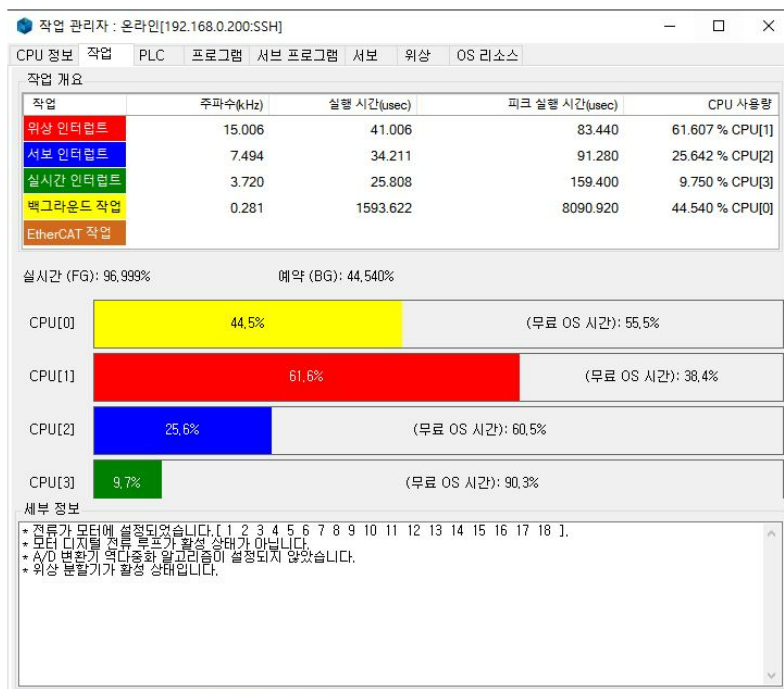 작업 관리자 : 온라인[192.168.0.200:SSH]
CPU 정보 작업 PLC 프로그램 서브 프로그램 서보 위상 OS 리소스
작업 개요
작업 주파수(kHz) 실행 시간(usec) 피크 실행 시간(usec) CPU 사용량
위상 인터럽트 15.006 41.006 83.440 61.607 % CPU[1]
서보 인터럽트 7.494 34.211 91.280 25.642 % CPU[2]
실시간 인터럽트 3.720 25.808 159.400 9.750 % CPU[3]
백그라운드 작업 0.281 1593.622 8090.920 44.540 % CPU[0]
EtherCAT 작업
실시간 (FG): 96,999% 예약 (BG): 44,540%
CPU[0] 44,5% (무료 OS 시간): 55,5%
CPU[1] 61,6% (무료 OS 시간): 38,4%
CPU[2] 25,6% (무료 OS 시간): 60,5%
CPU[3] 9,7% (무료 OS 시간): 90,3%
세부 정보
* 전류가 모터에 설정되었습니다,[ 1 2 3 4 5 6 7 8 9 10 11 12 13 14 15 16 17 18 ],
* 모터 디지털 전류 루프가 활성 상태가 아닙니다,
* A/D 변환기 역다중화 알고리즘이 설정되지 않았습니다,
* 위상 분할기가 활성 상태입니다,